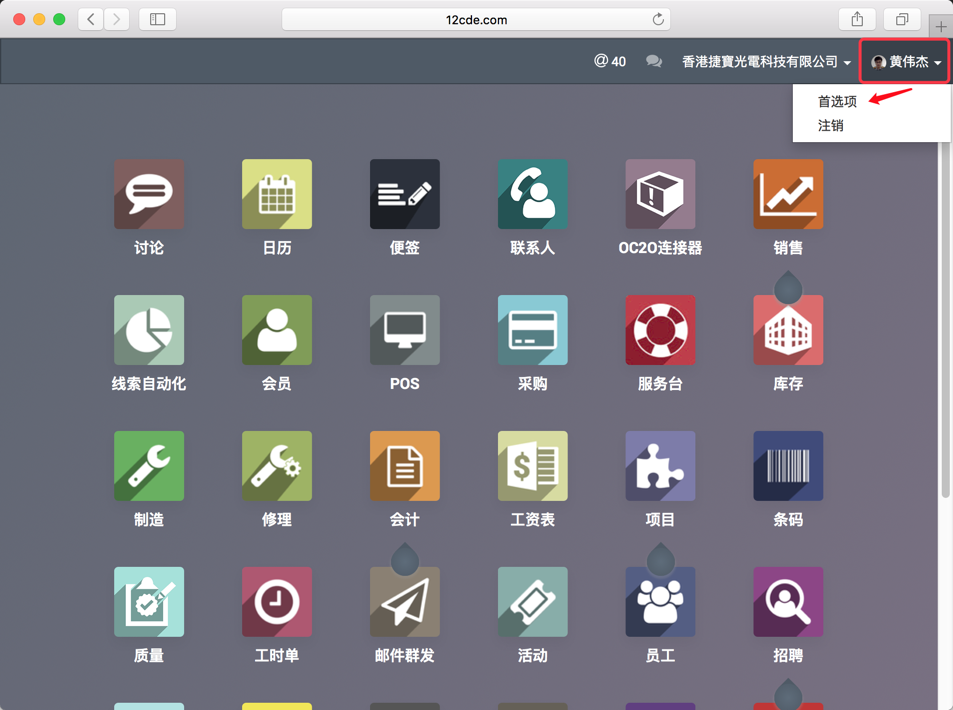 12cde.com
@ 40
香港捷寶光電科技有限公司
黄伟杰
首选项
注销
讨论
日历
便签
联系人
OC2O连接器
销售
线索自动化
会员
POS
采购
服务台
库存
制造
修理
会计
工资表
项目
条码
质量
工时单
邮件群发
活动
员工
招聘